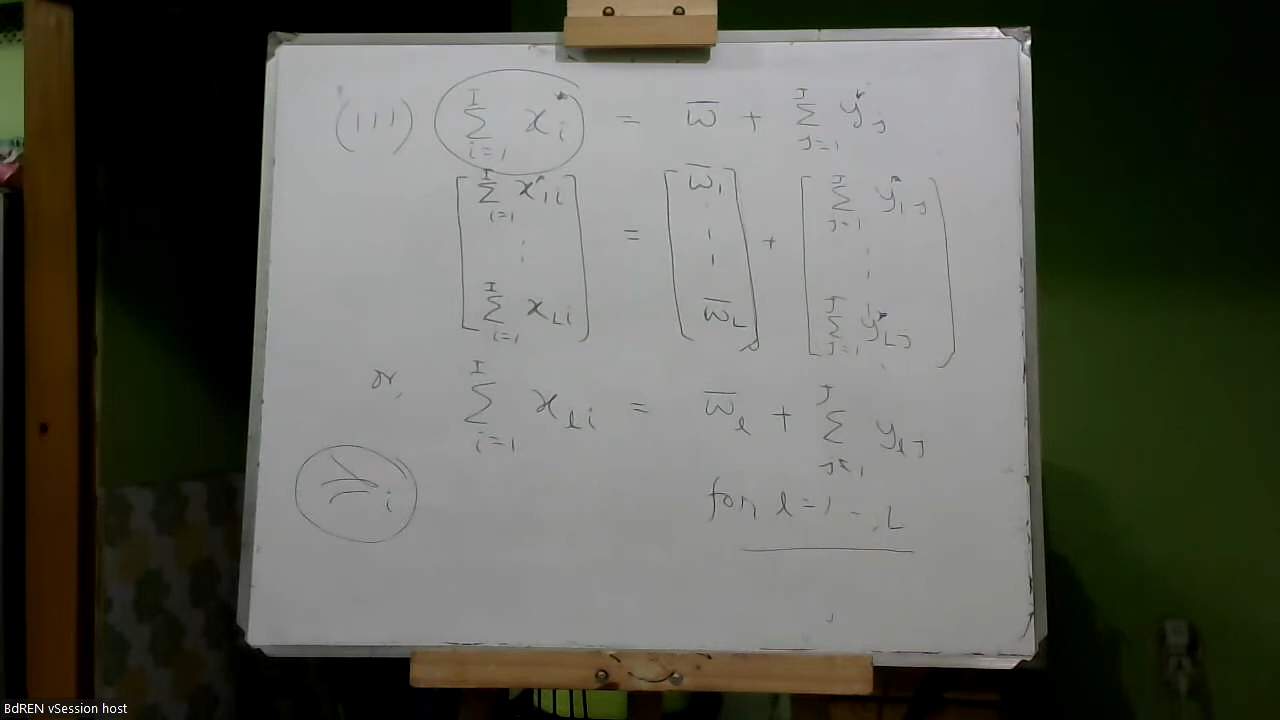 (111) Σ_{i=1}^{I} x_i^* = ω̄ + Σ_{J=1}^{J} y_J^*
[Σ_{i=1}^{I} x_{1i}^* ⋮ Σ_{i=1}^{I} x_{Li}] = [ω̄_1 ⋮ ω̄_L] + [Σ_{J=1}^{J} y_{1J}^* ⋮ Σ_{J=1}^{J} y_{LJ}^*]
or, Σ_{i=1}^{I} x_{li} = ω̄_l + Σ_{J=1}^{J} y_{lJ}
≿_i
for l = 1 -, L
BdREN vSession host